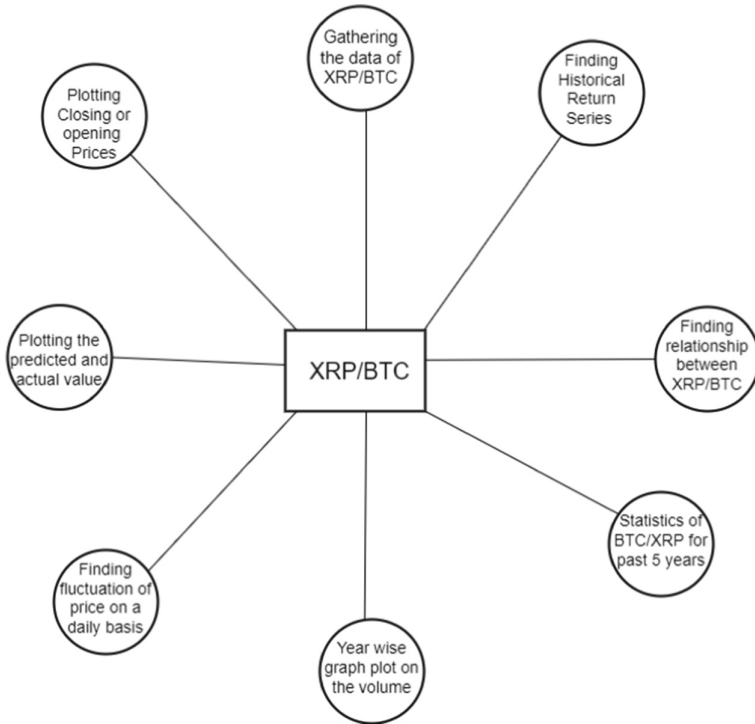 Gathering
the data of
XRP/BTC
Finding
Historical
Return
Series
Plotting
Closing or
opening
Prices
Plotting the
predicted and
actual value
XRP/BTC
Finding
relationship
between
XRP/BTC
Statistics of
BTC/XRP for
past 5 years
Finding
fluctuation of
price on a
daily basis
Year wise
graph plot on
the volume